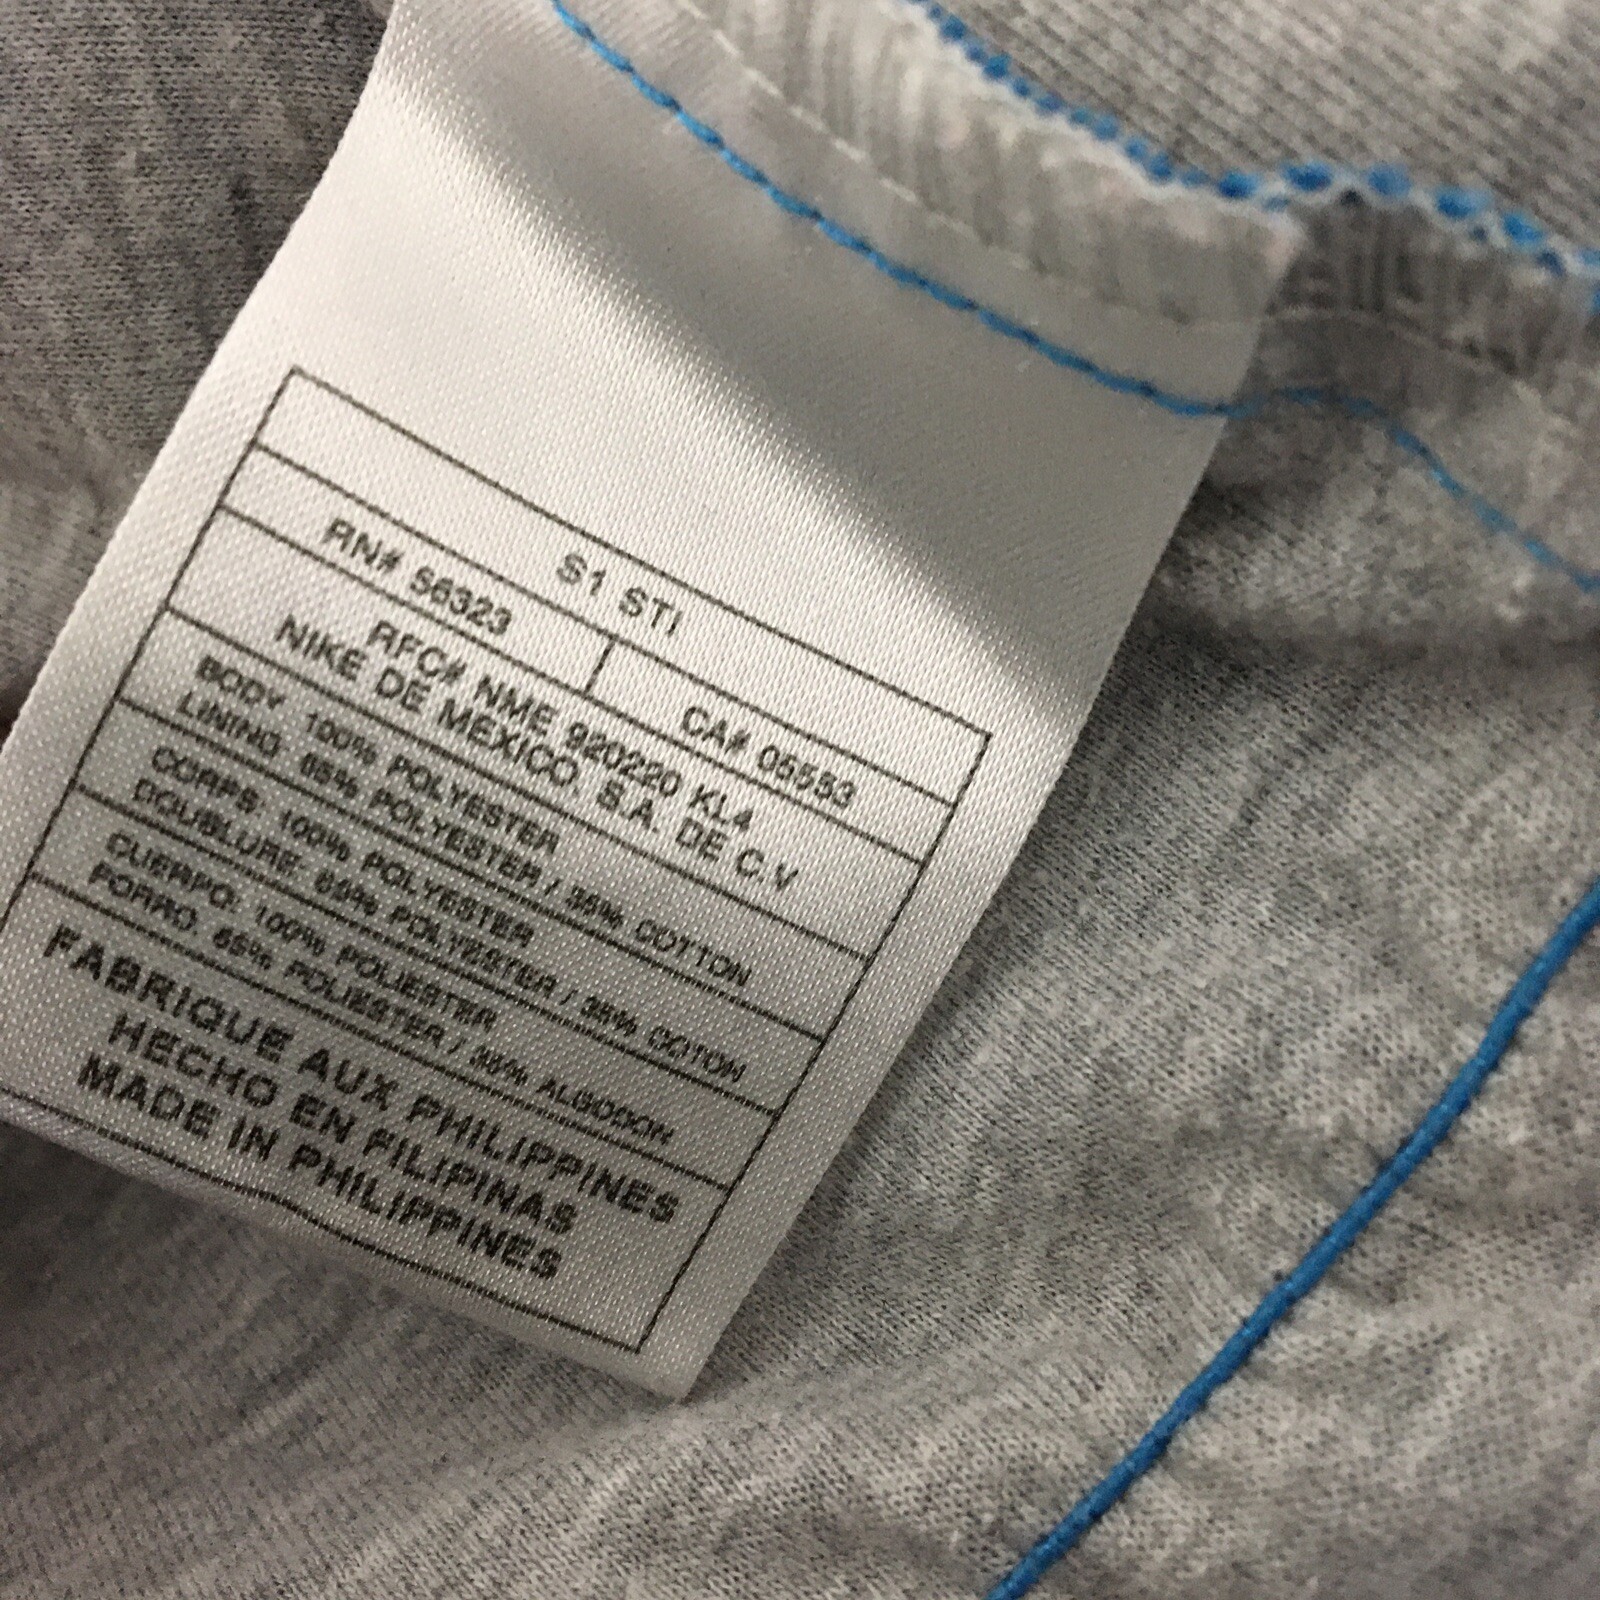 S1 STI
RN# 56323
CA# 05553
RFC# NME 920220 KL4
NIKE DE MEXICO, S.A. DE C.V
BODY: 100% POLYESTER
LINING: 65% POLYESTER / 35% COTTON
CORPS: 100% POLYESTER
DOUBLURE: 65% POLYESTER / 35% COTON
CUERPO: 100% POLIESTER
FORRO: 65% POLIESTER / 35% ALGODON
FABRIQUE AUX PHILIPPINES
HECHO EN FILIPINAS
MADE IN PHILIPPINES